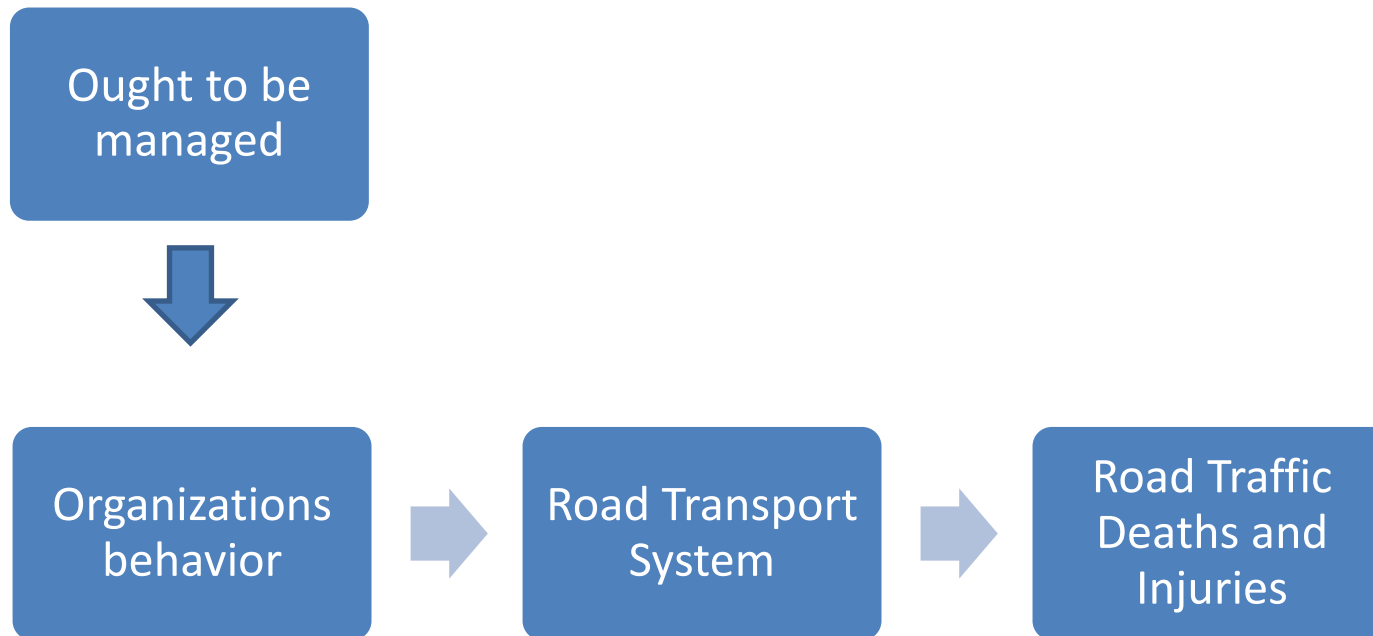 Ought to be
managed
Organizations
behavior
Road Transport
System
Road Traffic
Deaths and
Injuries